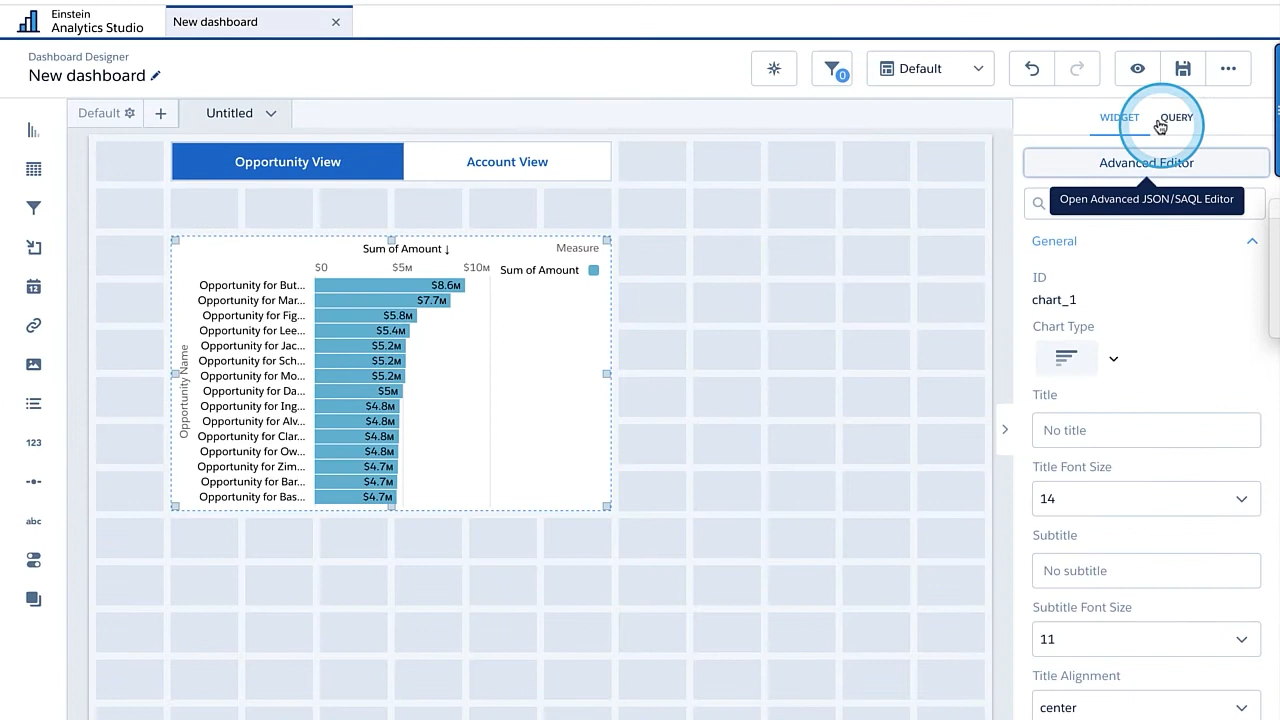 Einstein
Analytics Studio
New dashboard
Dashboard Designer
New dashboard
0
Default
Default
Untitled
WIDGET
QUERY
Advanced Editor
Open Advanced JSON/SAQL Editor
Opportunity View
Account View
Sum of Amount ↓
Measure
$0
$5M
$10M
Sum of Amount
Opportunity Name
Opportunity for But... $8.6M
Opportunity for Mar... $7.7M
Opportunity for Fig... $5.8M
Opportunity for Lee... $5.4M
Opportunity for Jac... $5.2M
Opportunity for Sch... $5.2M
Opportunity for Mo... $5.2M
Opportunity for Da... $5M
Opportunity for Ing... $4.8M
Opportunity for Alv... $4.8M
Opportunity for Clar... $4.8M
Opportunity for Ow... $4.8M
Opportunity for Zim... $4.7M
Opportunity for Bar... $4.7M
Opportunity for Bas... $4.7M
12
123
abc
General
ID
chart_1
Chart Type
Title
No title
Title Font Size
14
Subtitle
No subtitle
Subtitle Font Size
11
Title Alignment
center